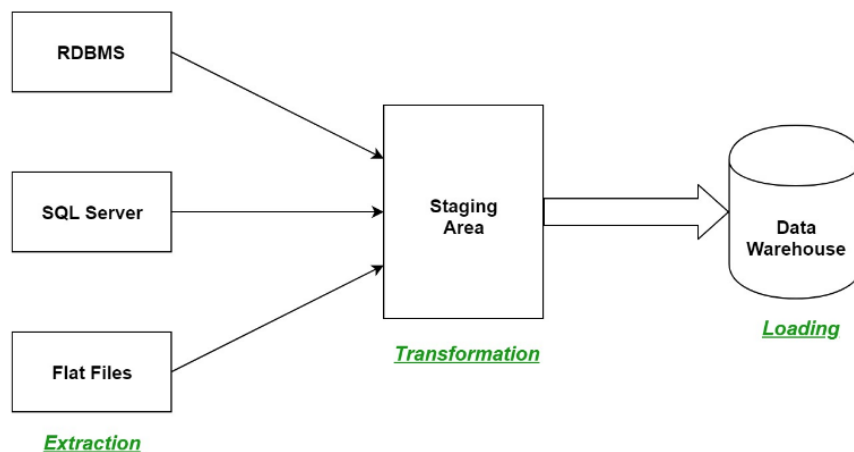 RDBMS
SQL Server
Flat Files
Extraction
Staging
Area
Transformation
Data
Warehouse
Loading